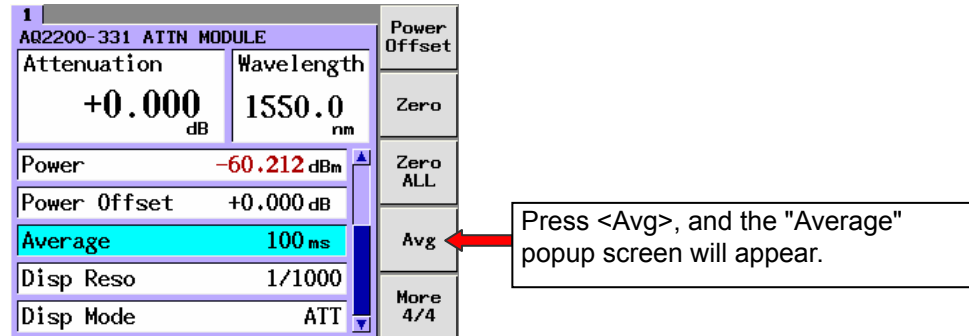 1
AQ2200-331 ATTN MODULE
Attenuation
+0.000
dB
Wavelength
1550.0
nm
Power -60.212 dBm
Power Offset +0.000 dB
Average 100 ms
Disp Reso 1/1000
Disp Mode ATT
Power
Offset
Zero
Zero
ALL
Avg
More
4/4
Press <Avg>, and the "Average"
popup screen will appear.